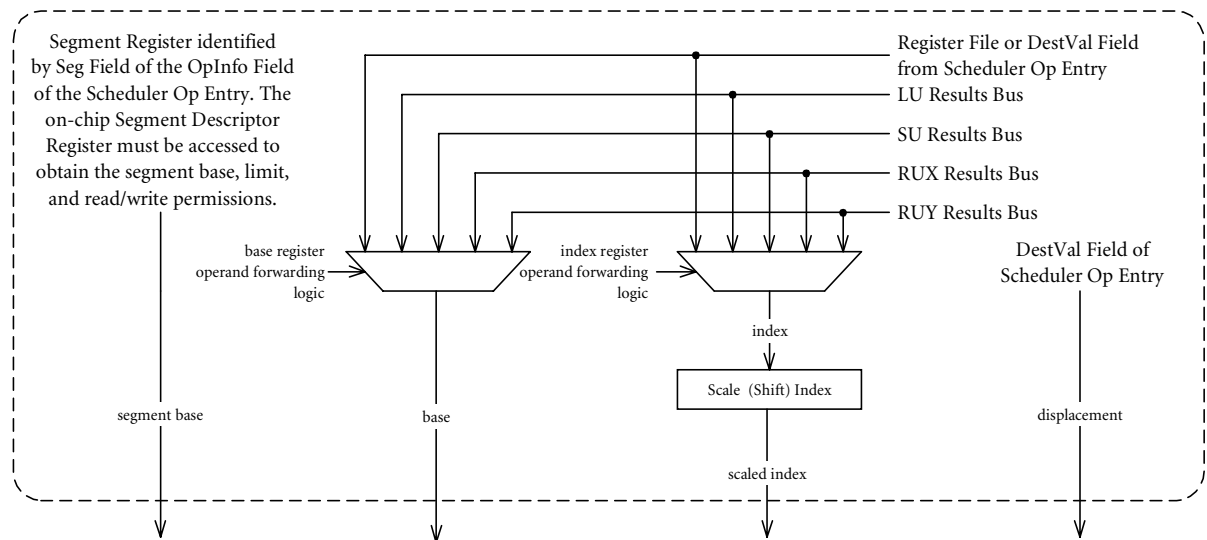 Segment Register identified
by Seg Field of the OpInfo Field
of the Scheduler Op Entry. The
on-chip Segment Descriptor
Register must be accessed to
obtain the segment base, limit,
and read/write permissions.
Register File or DestVal Field
from Scheduler Op Entry
LU Results Bus
SU Results Bus
RUX Results Bus
RUY Results Bus
base register
operand forwarding
logic
index register
operand forwarding
logic
DestVal Field of
Scheduler Op Entry
index
Scale (Shift) Index
segment base
base
displacement
scaled index